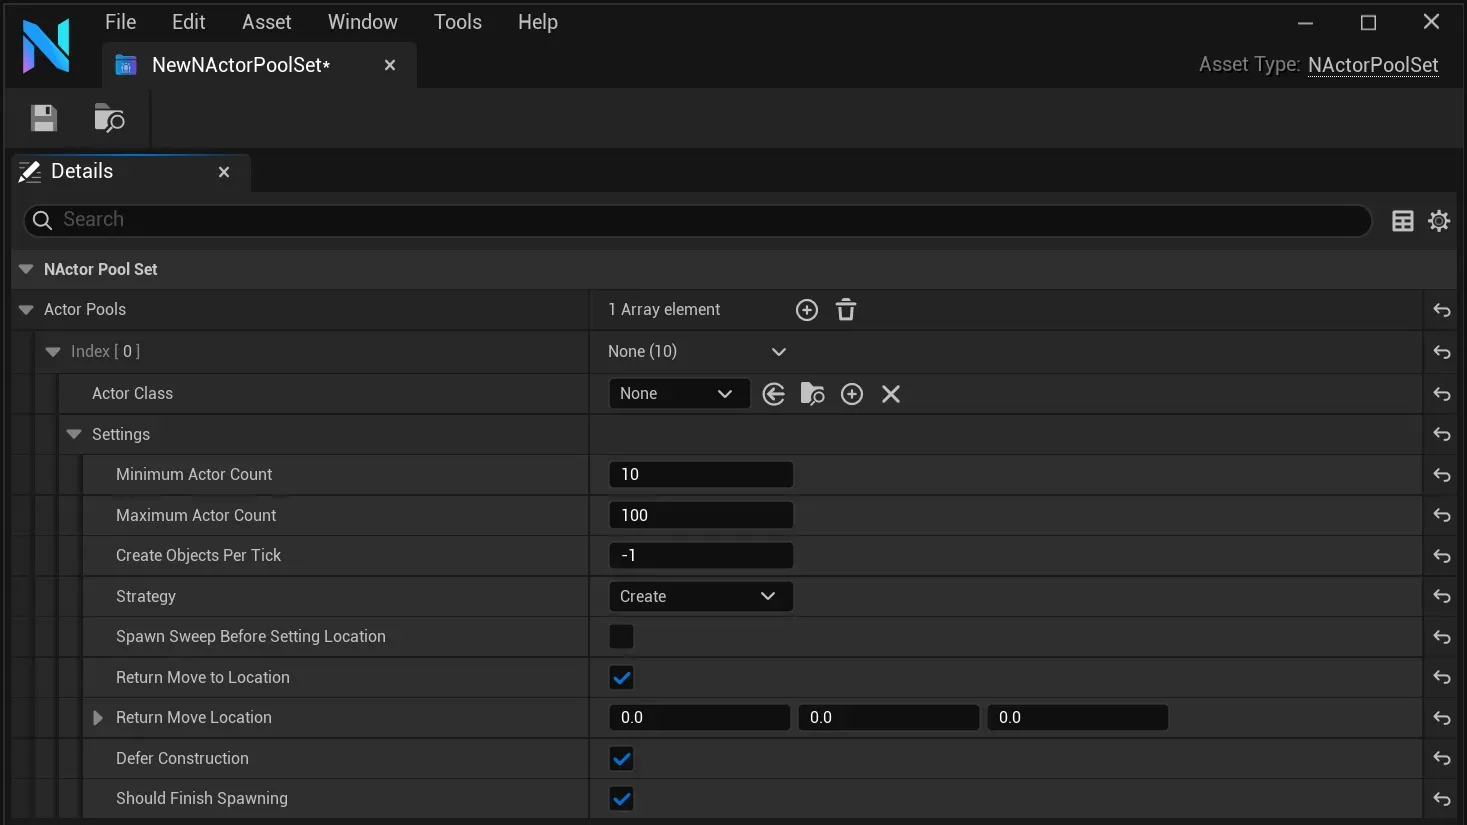 File Edit Asset Window Tools Help
NewNActorPoolSet*
Asset Type: NActorPoolSet
Details
Search
NActor Pool Set
Actor Pools 1 Array element
Index [ 0 ] None (10)
Actor Class None
Settings
Minimum Actor Count 10
Maximum Actor Count 100
Create Objects Per Tick -1
Strategy Create
Spawn Sweep Before Setting Location
Return Move to Location
Return Move Location 0.0 0.0 0.0
Defer Construction
Should Finish Spawning